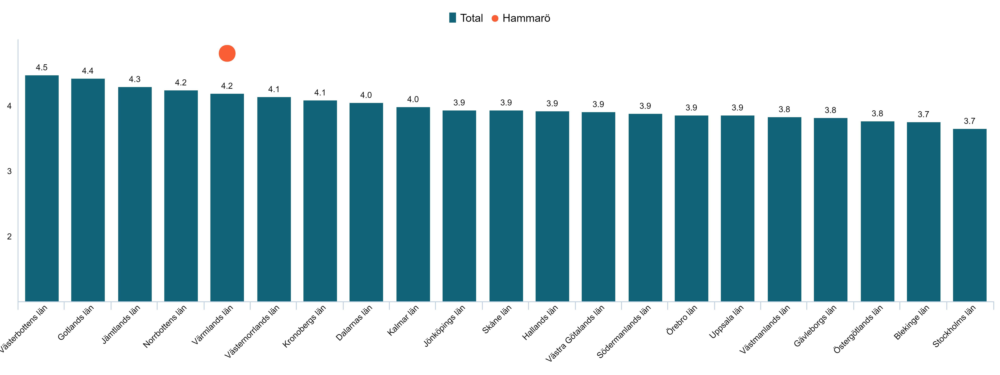 Total Hammarö
4.5 4.4 4.3 4.2 4.2 4.1 4.1 4.0 4.0 3.9 3.9 3.9 3.9 3.9 3.9 3.9 3.8 3.8 3.8 3.7 3.7
4
3
2
Västerbottens län
Gotlands län
Jämtlands län
Norrbottens län
Värmlands län
Västernorrlands län
Kronobergs län
Dalarnas län
Kalmar län
Jönköpings län
Skåne län
Hallands län
Västra Götalands län
Södermanlands län
Örebro län
Uppsala län
Västmanlands län
Gävleborgs län
Östergötlands län
Blekinge län
Stockholms län